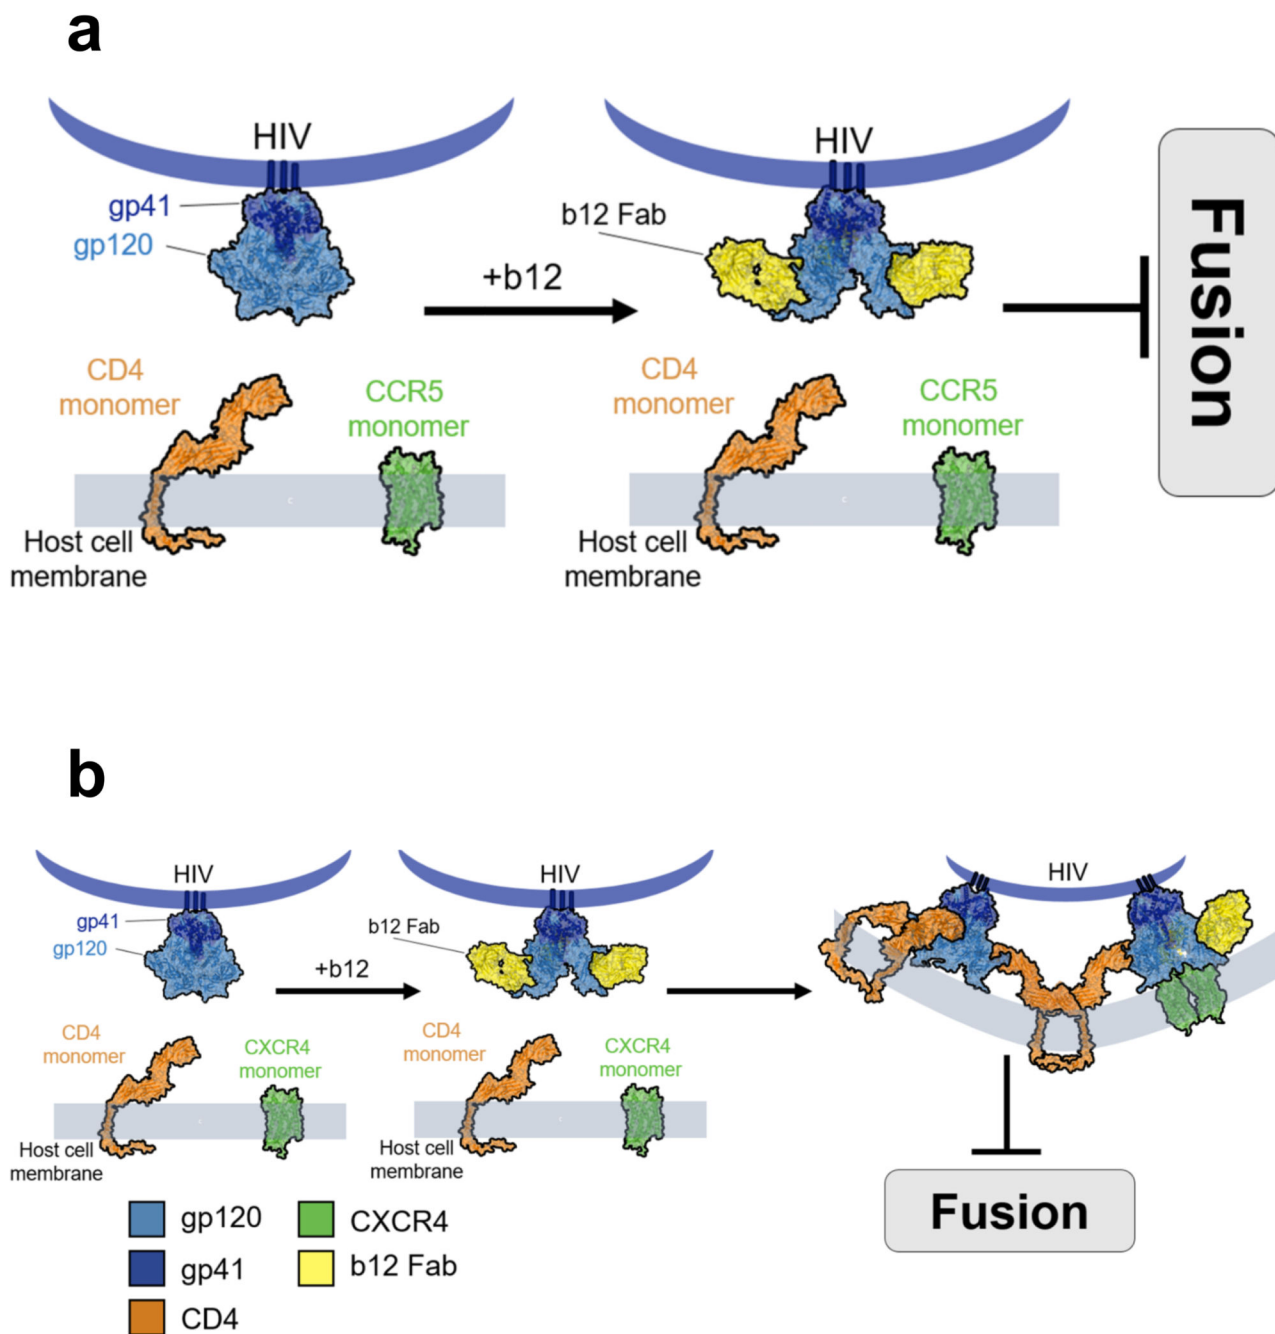 a
HIV
gp41
gp120
+b12
HIV
b12 Fab
CD4
monomer
CCR5
monomer
Host cell
membrane
CD4
monomer
CCR5
monomer
Host cell
membrane
Fusion
b
HIV
gp41
gp120
+b12
HIV
b12 Fab
HIV
CD4
monomer
CXCR4
monomer
Host cell
membrane
CD4
monomer
CXCR4
monomer
Host cell
membrane
Fusion
gp120
gp41
CD4
CXCR4
b12 Fab